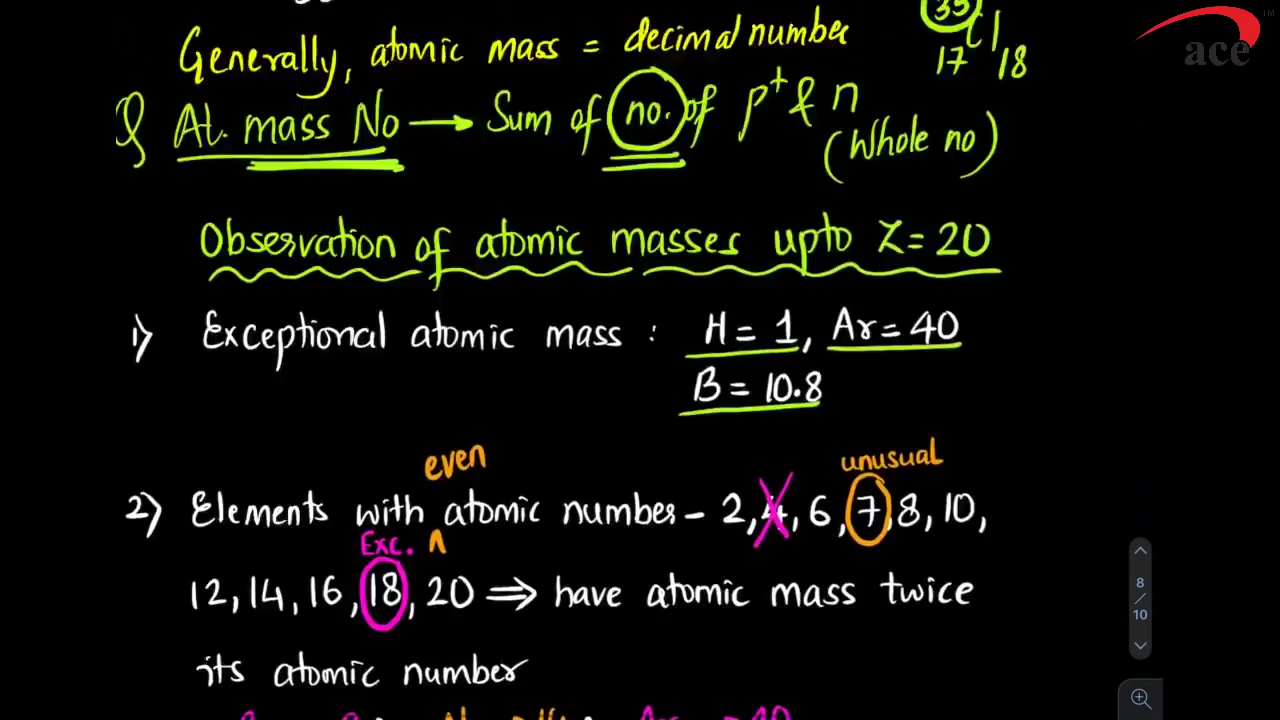 35
Cl
17 18
ace
TM
Generally, atomic mass = decimal number
& At. mass No → Sum of no. of p+ & n
(Whole no)
Observation of atomic masses upto Z=20
1) Exceptional atomic mass : H = 1, Ar = 40
B = 10.8
even
unusual
2) Elements with ∧ atomic number - 2, 4, 6, 7, 8, 10,
Exc.
12, 14, 16, 18, 20 ⇒ have atomic mass twice
its atomic number
8
/
10